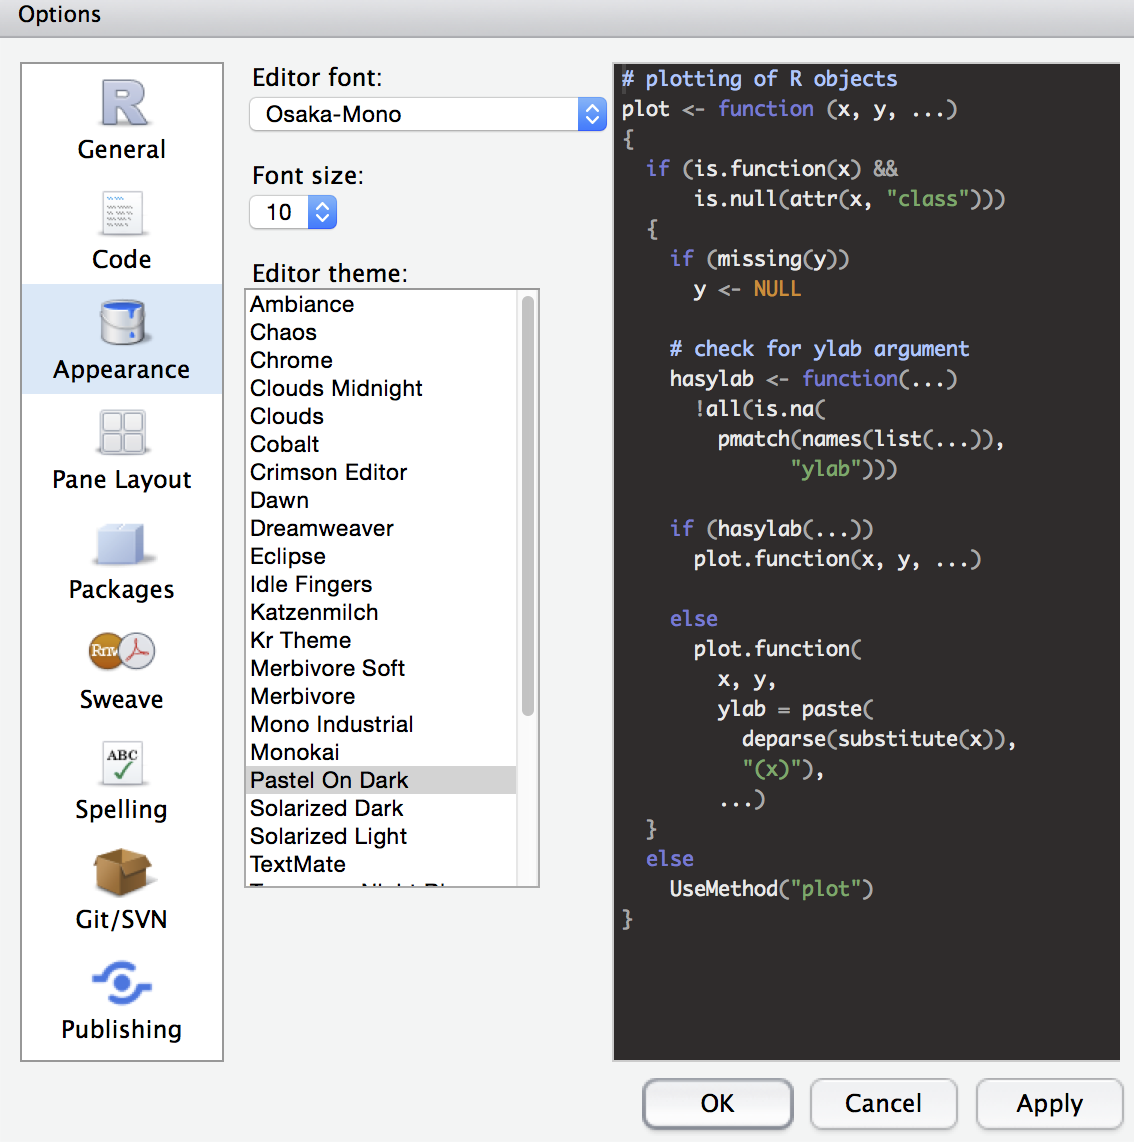 Options
General
Code
Appearance
Pane Layout
Packages
Rnw
Sweave
ABC
Spelling
Git/SVN
Publishing
Editor font:
Osaka-Mono
Font size:
10
Editor theme:
Ambiance
Chaos
Chrome
Clouds Midnight
Clouds
Cobalt
Crimson Editor
Dawn
Dreamweaver
Eclipse
Idle Fingers
Katzenmilch
Kr Theme
Merbivore Soft
Merbivore
Mono Industrial
Monokai
Pastel On Dark
Solarized Dark
Solarized Light
TextMate
# plotting of R objects
plot <- function (x, y, ...)
{
  if (is.function(x) &&
      is.null(attr(x, "class")))
  {
    if (missing(y))
      y <- NULL

    # check for ylab argument
    hasylab <- function(...)
      !all(is.na(
        pmatch(names(list(...)),
              "ylab")))

    if (hasylab(...))
      plot.function(x, y, ...)

    else
      plot.function(
        x, y,
        ylab = paste(
          deparse(substitute(x)),
          "(x)"),
        ...)
  }
  else
    UseMethod("plot")
}
OK
Cancel
Apply